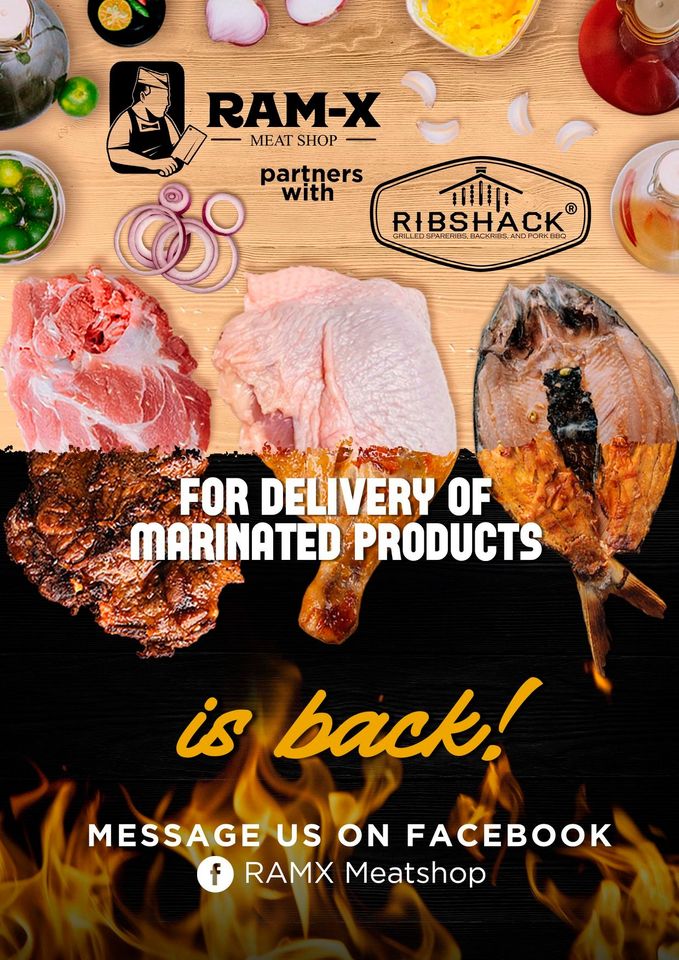 RAM-X
MEAT SHOP
partners
with
RIBSHACK®
GRILLED SPARERIBS, BACKRIBS, AND PORK BBQ
FOR DELIVERY OF
MARINATED PRODUCTS
is back!
MESSAGE US ON FACEBOOK
f RAMX Meatshop